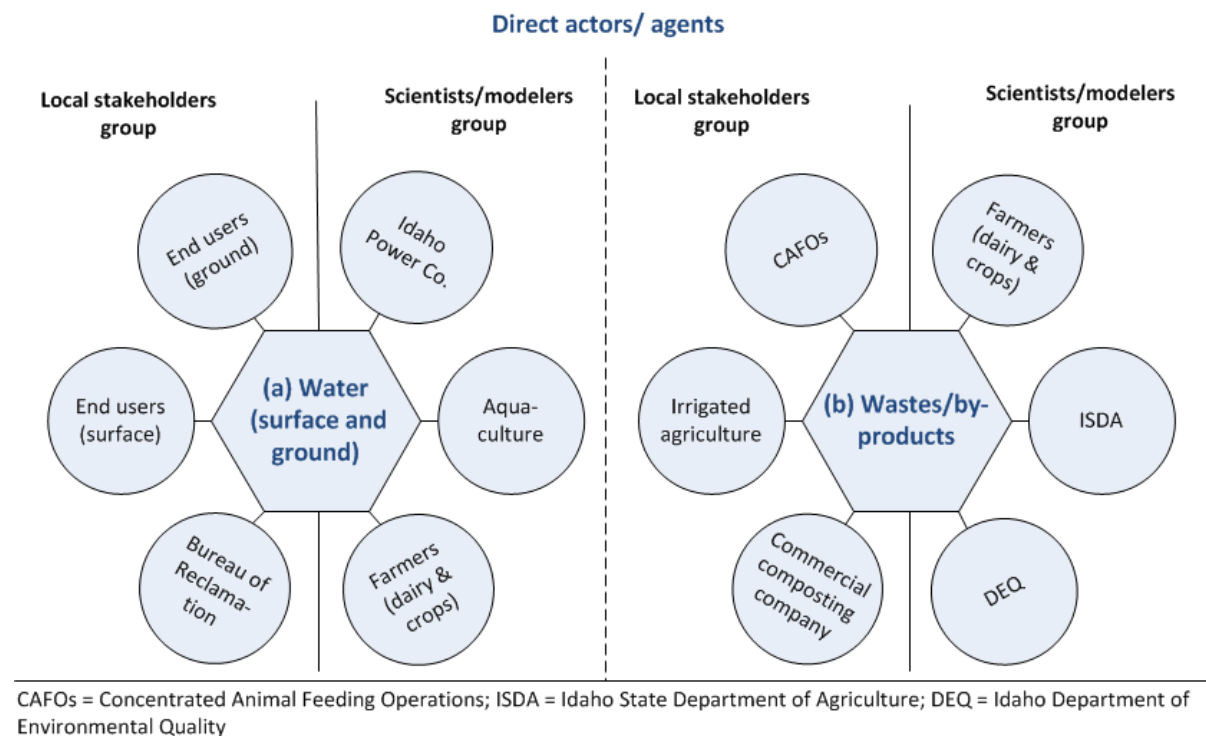 Direct actors/ agents
Local stakeholders
group
Scientists/modelers
group
End users
(ground)
Idaho
Power Co.
End users
(surface)
(a) Water
(surface and
ground)
Aqua-
culture
Bureau of
Reclama-
tion
Farmers
(dairy &
crops)
Local stakeholders
group
Scientists/modelers
group
CAFOs
Farmers
(dairy &
crops)
Irrigated
agriculture
(b) Wastes/by-
products
ISDA
Commercial
composting
company
DEQ
CAFOs = Concentrated Animal Feeding Operations; ISDA = Idaho State Department of Agriculture; DEQ = Idaho Department of
Environmental Quality